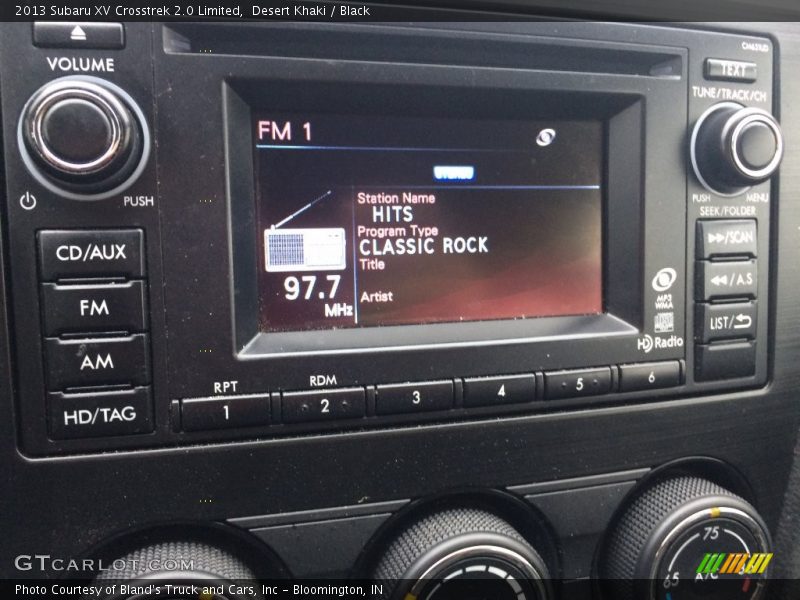 2013 Subaru XV Crosstrek 2.0 Limited, Desert Khaki / Black
VOLUME
PUSH
CD/AUX
FM
AM
HD/TAG
FM 1
STEREO
Station Name
HITS
Program Type
CLASSIC ROCK
Title
Artist
97.7
MHz
TEXT
TUNE/TRACK/CH
PUSH
MENU
SEEK/FOLDER
/SCAN
/A.S
LIST/
MP3
WMA
HD Radio
RPT
RDM
1
2
3
4
5
6
75
65
A/C
GTCARLOT.COM
Photo Courtesy of Bland's Truck and Cars, Inc - Bloomington, IN